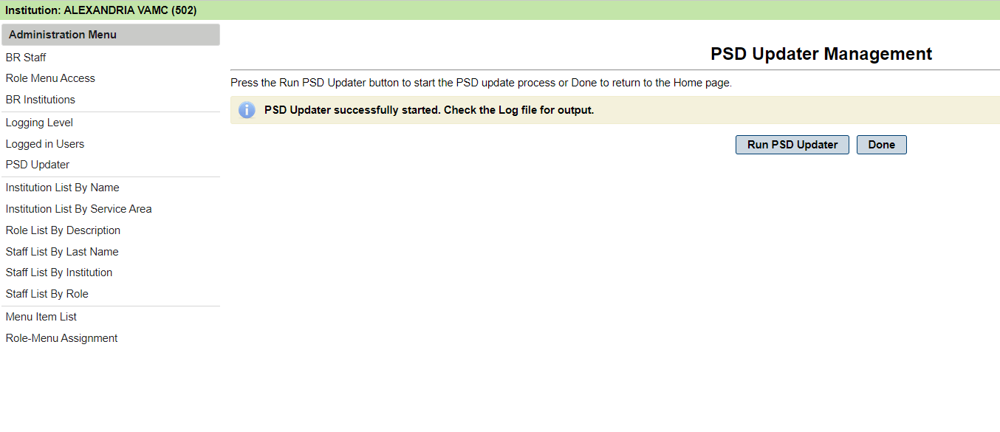 Institution: ALEXANDRIA VAMC (502)
Administration Menu
BR Staff
Role Menu Access
BR Institutions
Logging Level
Logged in Users
PSD Updater
Institution List By Name
Institution List By Service Area
Role List By Description
Staff List By Last Name
Staff List By Institution
Staff List By Role
Menu Item List
Role-Menu Assignment
PSD Updater Management
Press the Run PSD Updater button to start the PSD update process or Done to return to the Home page.
PSD Updater successfully started. Check the Log file for output.
Run PSD Updater Done